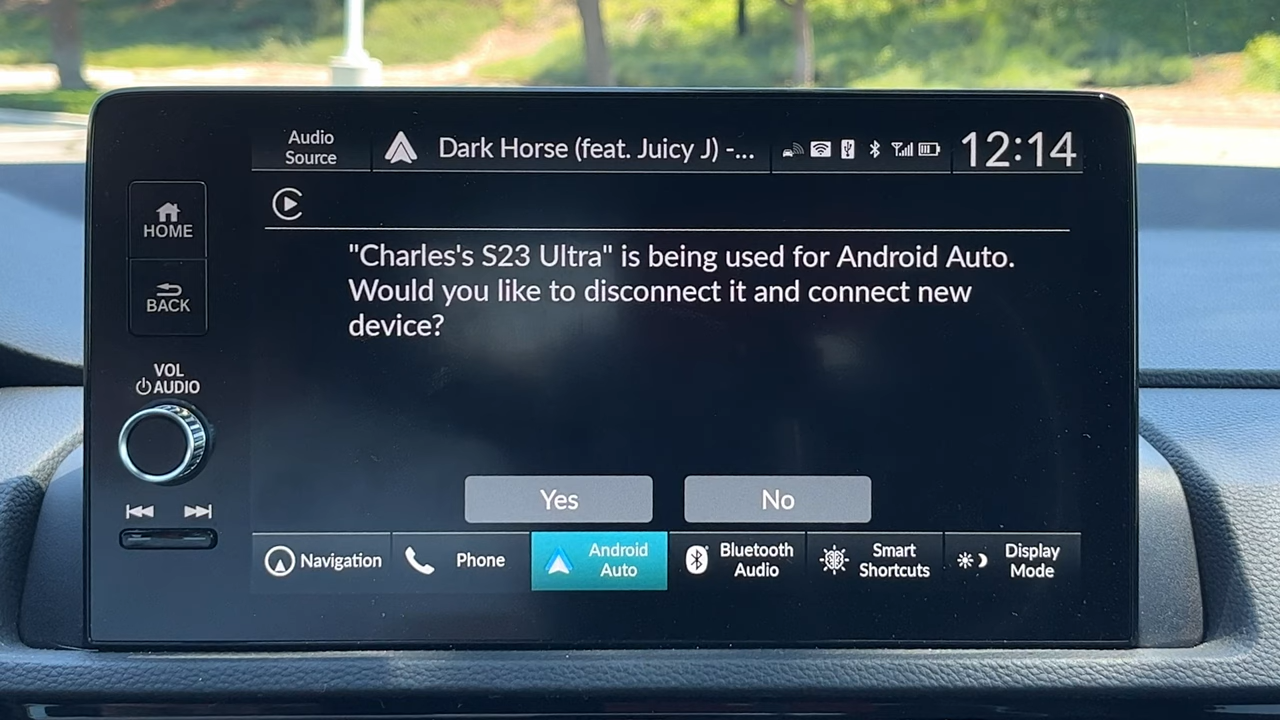 Audio
Source
Dark Horse (feat. Juicy J) -...
12:14
HOME
BACK
"Charles's S23 Ultra" is being used for Android Auto.
Would you like to disconnect it and connect new
device?
VOL
AUDIO
Yes
No
Navigation
Phone
Android
Auto
Bluetooth
Audio
Smart
Shortcuts
Display
Mode